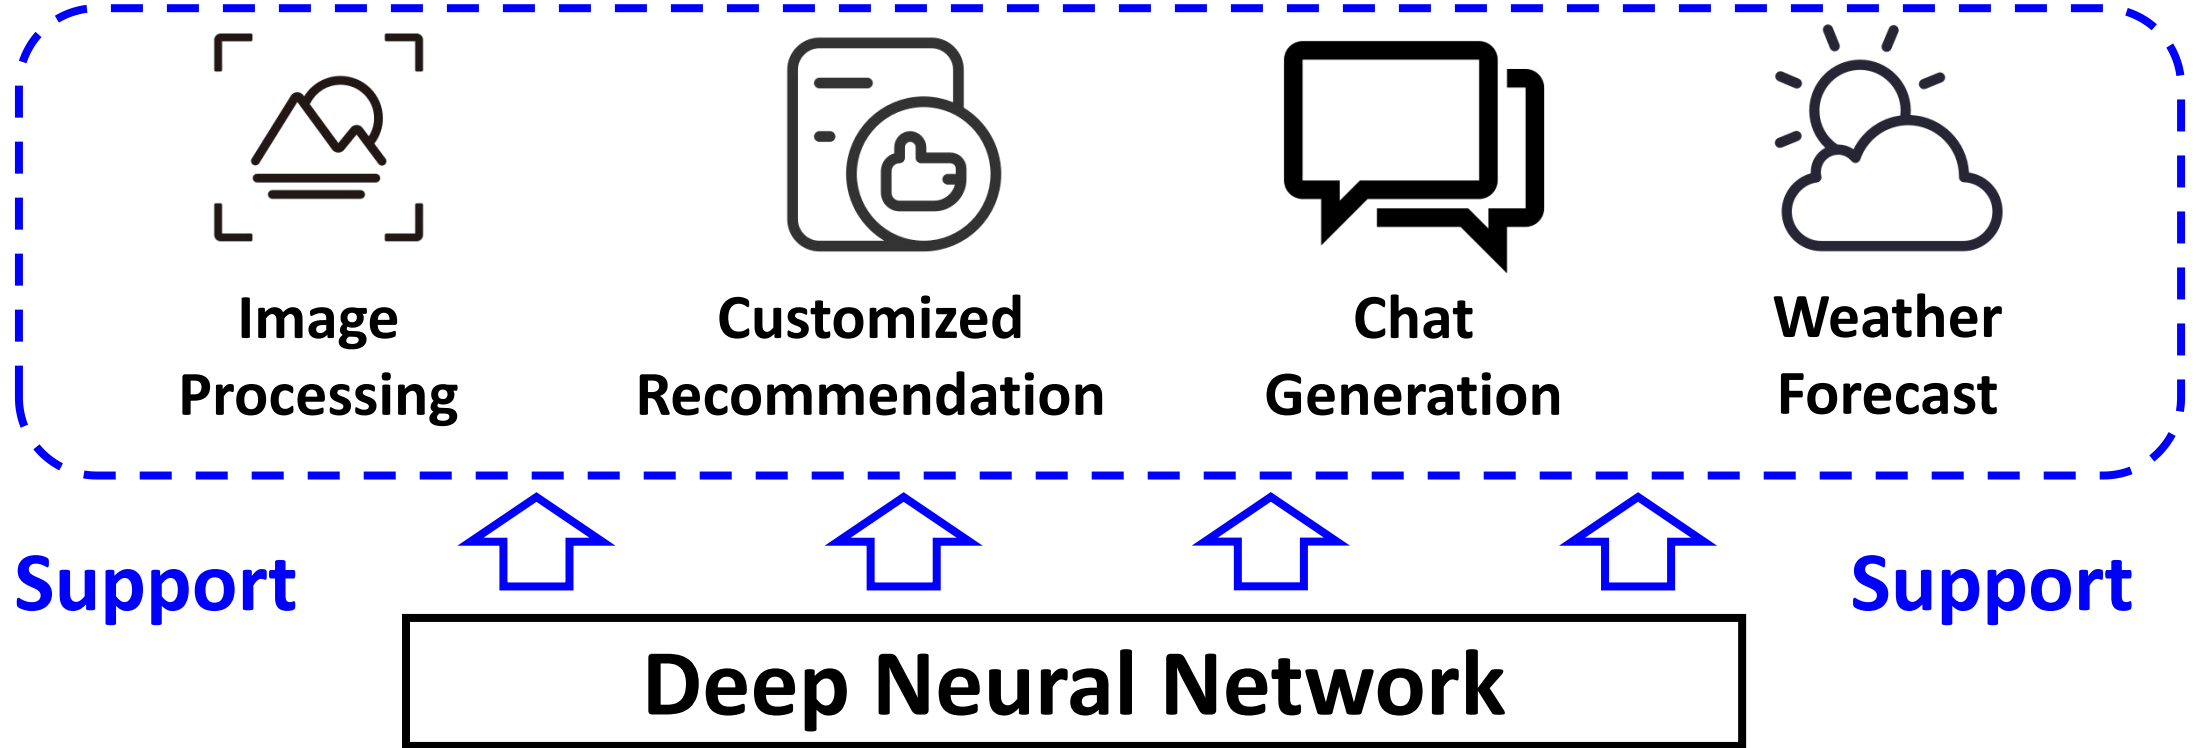 Image
Processing
Customized
Recommendation
Chat
Generation
Weather
Forecast
Support
Support
Deep Neural Network